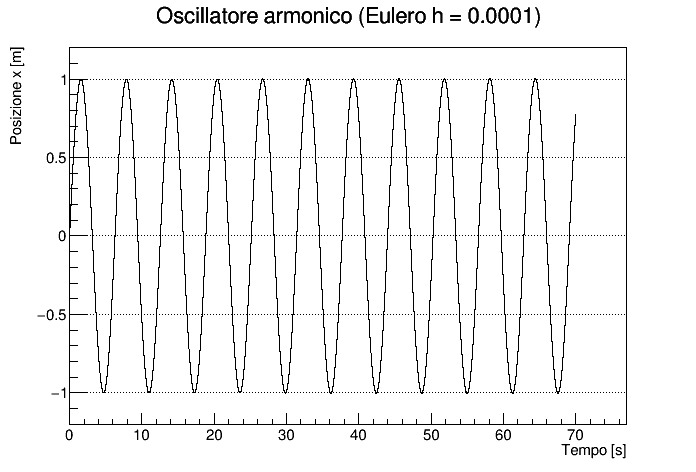 Oscillatore armonico (Eulero h = 0.0001)
Posizione x [m]
1
0.5
0
−0.5
−1
0 10 20 30 40 50 60 70
Tempo [s]